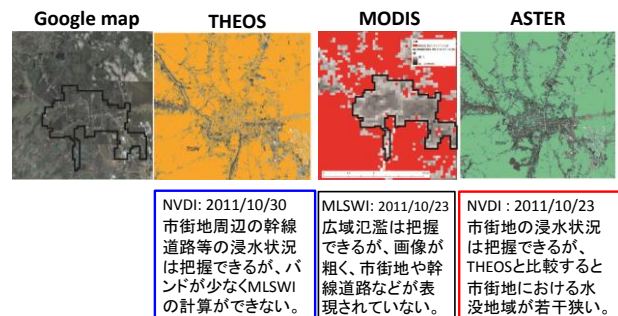 Google map
THEOS
MODIS
ASTER
NVDI: 2011/10/30
市街地周辺の幹線
道路等の浸水状況
は把握できるが、バ
ンドが少なくMLSWI
の計算ができない。
MLSWI: 2011/10/23
広域氾濫は把握
できるが、画像が
粗く、市街地や幹
線道路などが表
現されていない。
NVDI : 2011/10/23
市街地の浸水状況
は把握できるが、
THEOSと比較すると
市街地における水
没地域が若干狭い。